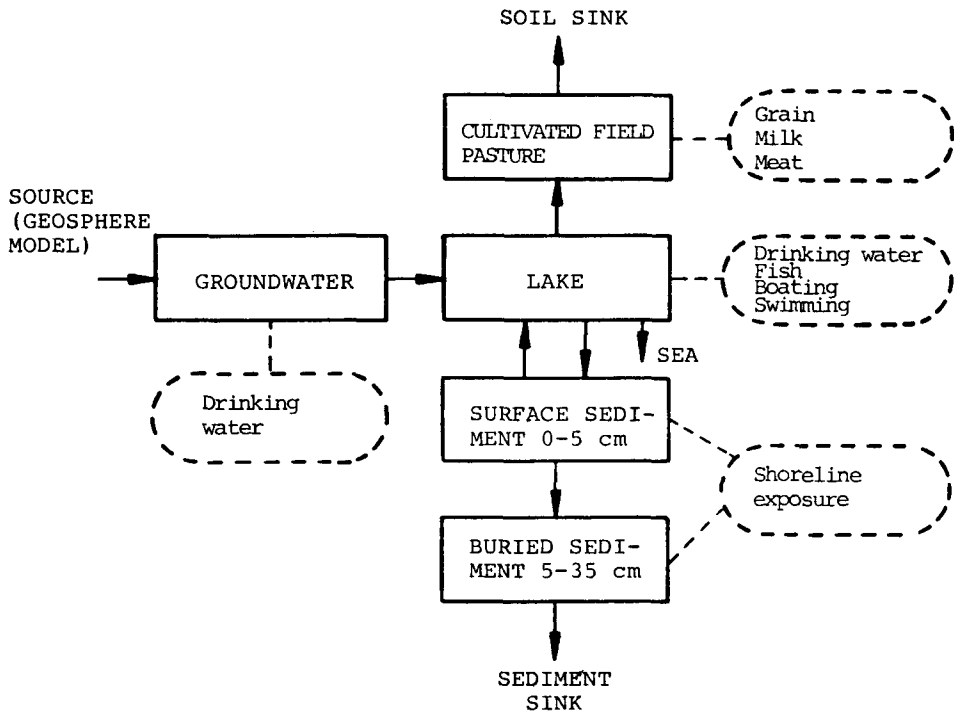 SOIL SINK
CULTIVATED FIELD
PASTURE
Grain
Milk
Meat
SOURCE
(GEOSPHERE
MODEL)
GROUNDWATER
LAKE
Drinking water
Fish
Boating
Swimming
SEA
Drinking
water
SURFACE SEDI-
MENT 0-5 cm
Shoreline
exposure
BURIED SEDI-
MENT 5-35 cm
SEDIMENT
SINK